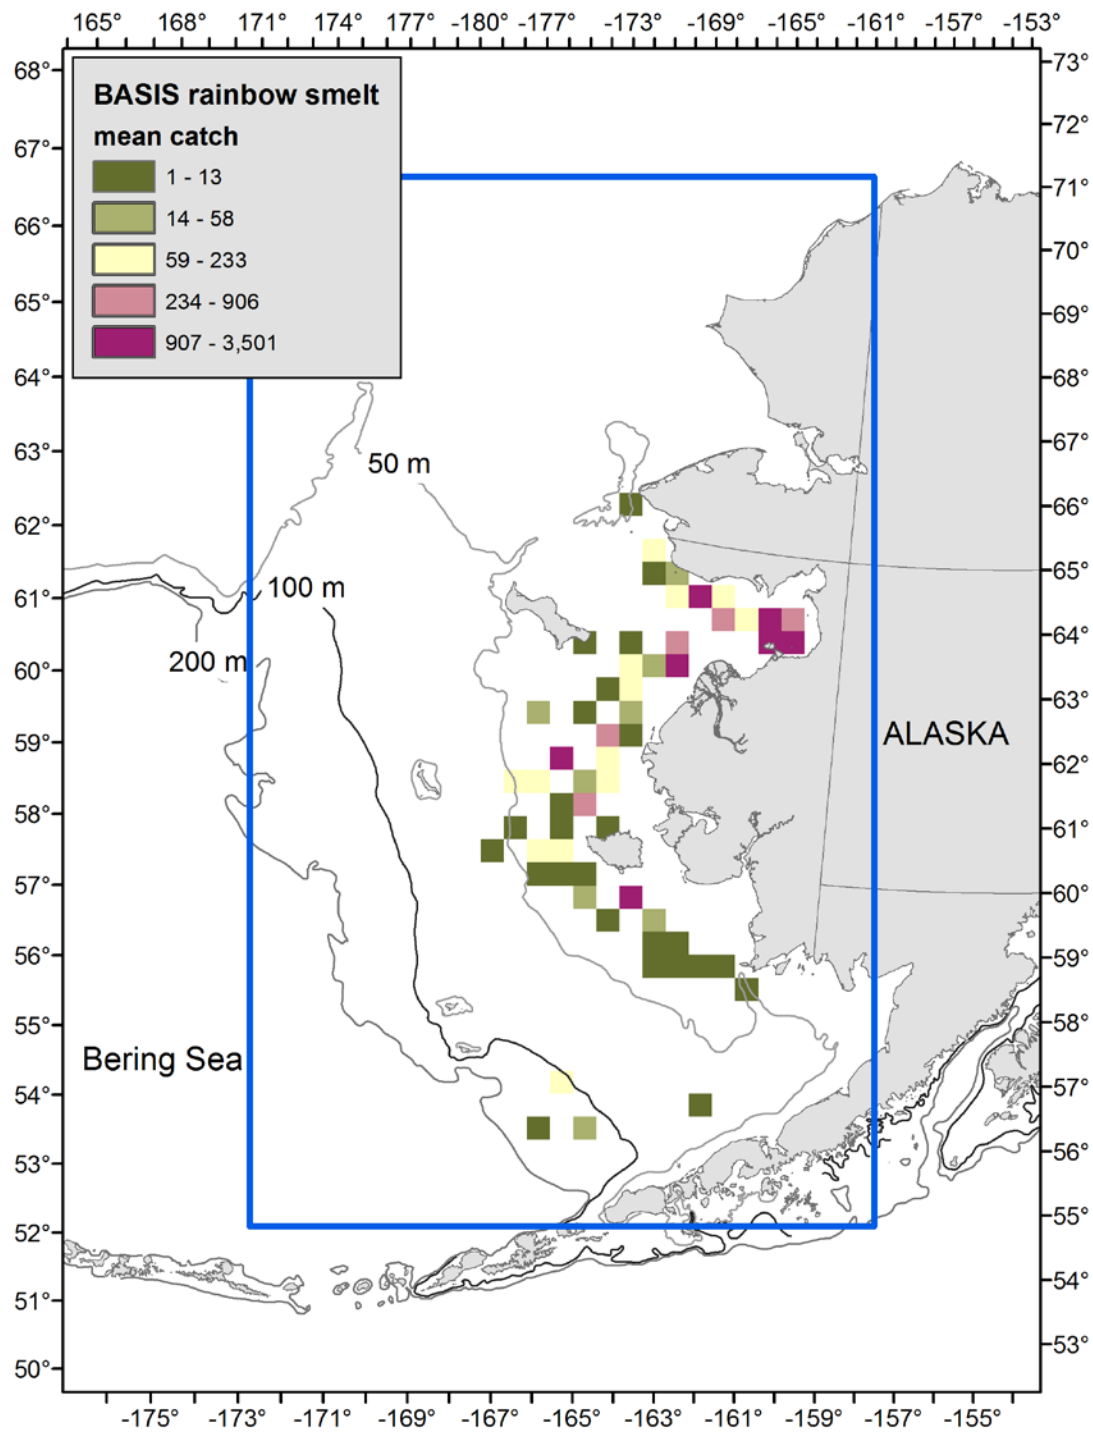 165° 168° 171° 174° 177° -180° -177° -173° -169° -165° -161° -157° -153°
68° 73°
BASIS rainbow smelt
mean catch
1 - 13
14 - 58
59 - 233
234 - 906
907 - 3,501
67° 72°
66° 71°
65° 70°
64° 69°
63° 68°
62° 67°
61° 66°
60° 65°
59° 64°
58° 63°
57° 62°
56° 61°
55° 60°
54° 59°
53° 58°
52° 57°
51° 56°
50° 55°
54°
53°
50 m
100 m
200 m
ALASKA
Bering Sea
-175° -173° -171° -169° -167° -165° -163° -161° -159° -157° -155°